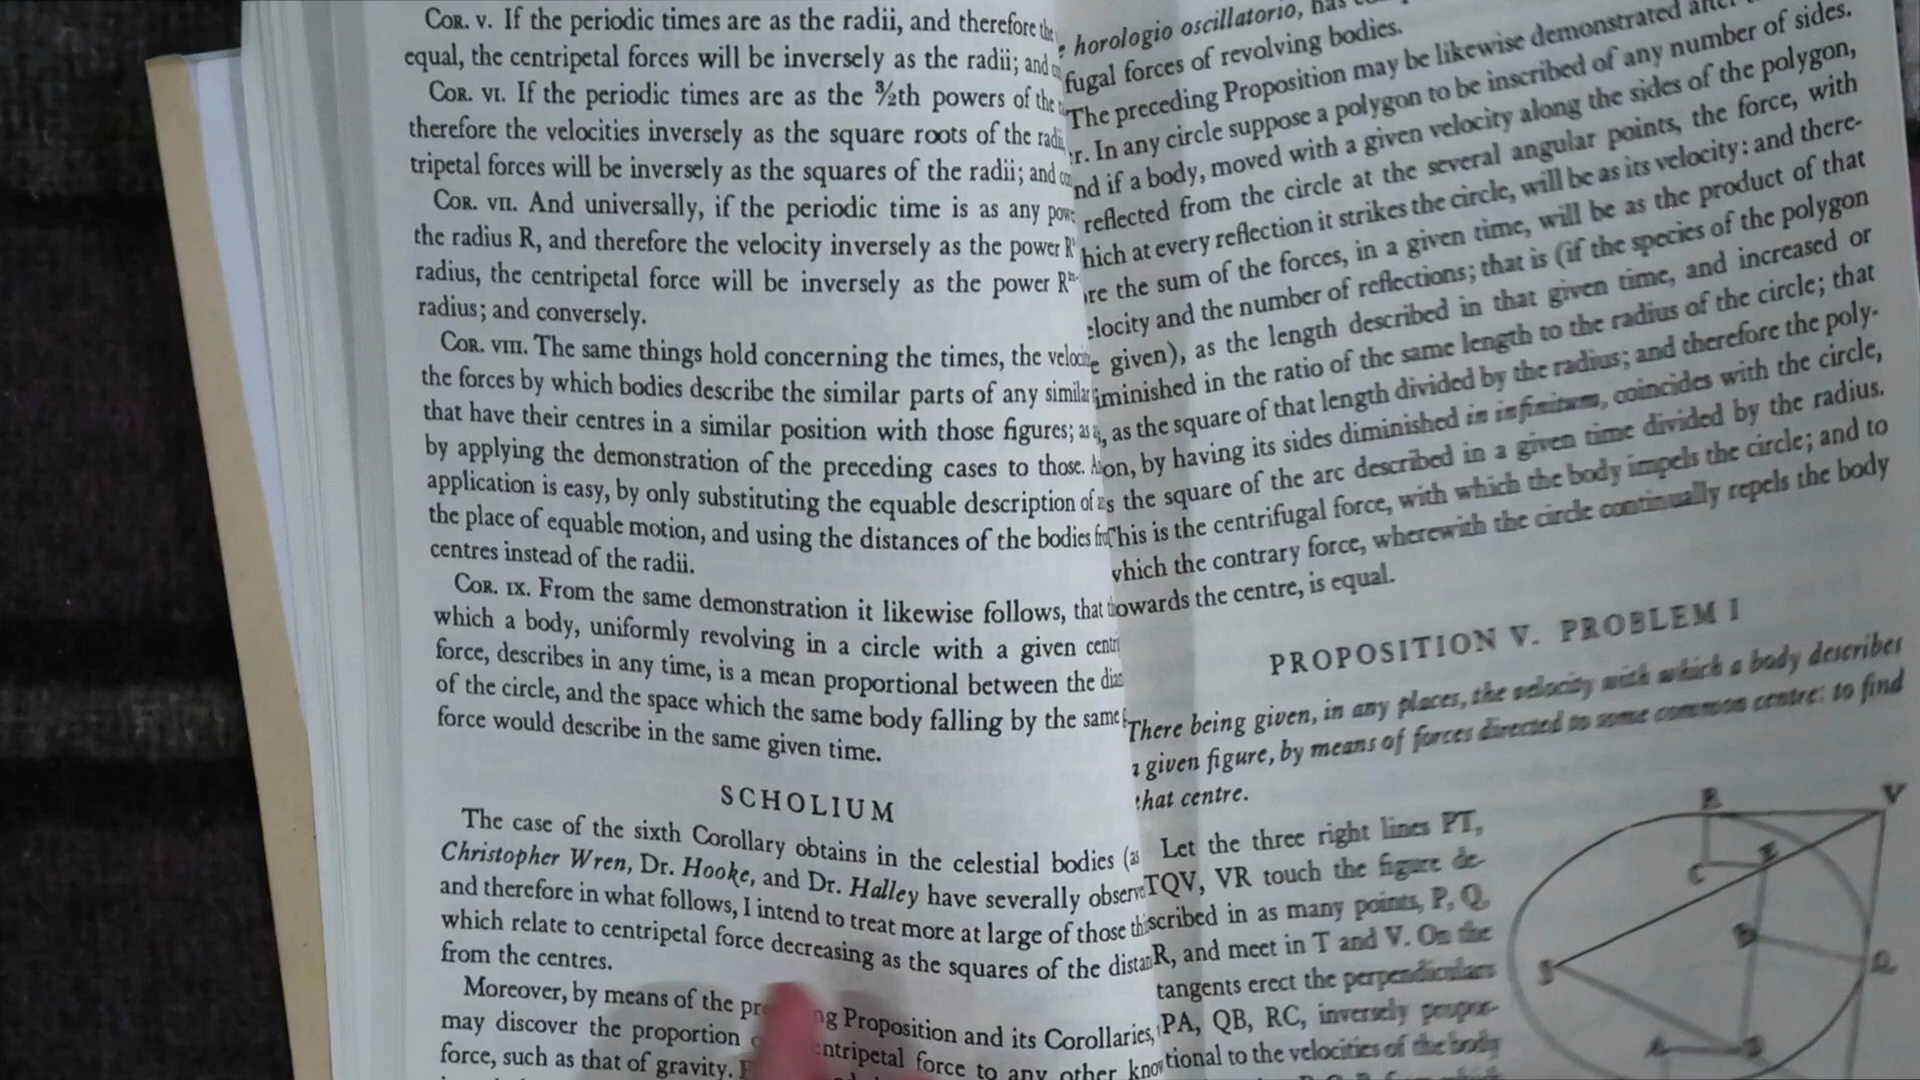 COR. V. If the periodic times are as the radii, and therefore the
equal, the centripetal forces will be inversely as the radii; and
COR. VI. If the periodic times are as the 3⁄2th powers of the
therefore the velocities inversely as the square roots of the radii,
tripetal forces will be inversely as the squares of the radii; and
COR. VII. And universally, if the periodic time is as any
the radius R, and therefore the velocity inversely as the power
radius, the centripetal force will be inversely as the power
radius; and conversely.
COR. VIII. The same things hold concerning the times, the
the forces by which bodies describe the similar parts of any similar
that have their centres in a similar position with those figures; as
by applying the demonstration of the preceding cases to those.
application is easy, by only substituting the equable description of
the place of equable motion, and using the distances of the bodies
centres instead of the radii.
COR. IX. From the same demonstration it likewise follows, that
which a body, uniformly revolving in a circle with a given
force, describes in any time, is a mean proportional between the
of the circle, and the space which the same body falling by the same
force would describe in the same given time.
SCHOLIUM
The case of the sixth Corollary obtains in the celestial bodies (as
Christopher Wren, Dr. Hooke, and Dr. Halley have severally
and therefore in what follows, I intend to treat more at large of those
which relate to centripetal force decreasing as the squares of the
from the centres.
Moreover, by means of the Proposition and its Corollaries,
may discover the proportion force to any other
force, such as that of gravity.
horologio oscillatorio, has
fugal forces of revolving bodies.
The preceding Proposition may be likewise demonstrated after
r. In any circle suppose a polygon to be inscribed of any number of sides.
nd if a body, moved with a given velocity along the sides of the polygon,
reflected from the circle at the several angular points, the force, with
hich at every reflection it strikes the circle, will be as its velocity: and there-
re the sum of the forces, in a given time, will be as the product of that
elocity and the number of reflections; that is (if the species of the polygon
e given), as the length described in that given time, and increased or
iminished in the ratio of the same length to the radius of the circle; that
s, as the square of that length divided by the radius; and therefore the poly-
on, by having its sides diminished in infinitum, coincides with the circle,
s the square of the arc described in a given time divided by the radius.
This is the centrifugal force, with which the body impels the circle; and to
which the contrary force, wherewith the circle continually repels the body
towards the centre, is equal.
PROPOSITION V. PROBLEM I
There being given, in any places, the velocity with which a body describes
a given figure, by means of forces directed to some common centre: to find
that centre.
Let the three right lines PT,
TQV, VR touch the figure de-
scribed in as many points, P, Q,
R, and meet in T and V. On the
tangents erect the perpendiculars
PA, QB, RC, inversely propor-
tional to the velocities of the body
R
V
C
E
B
Q
S
A